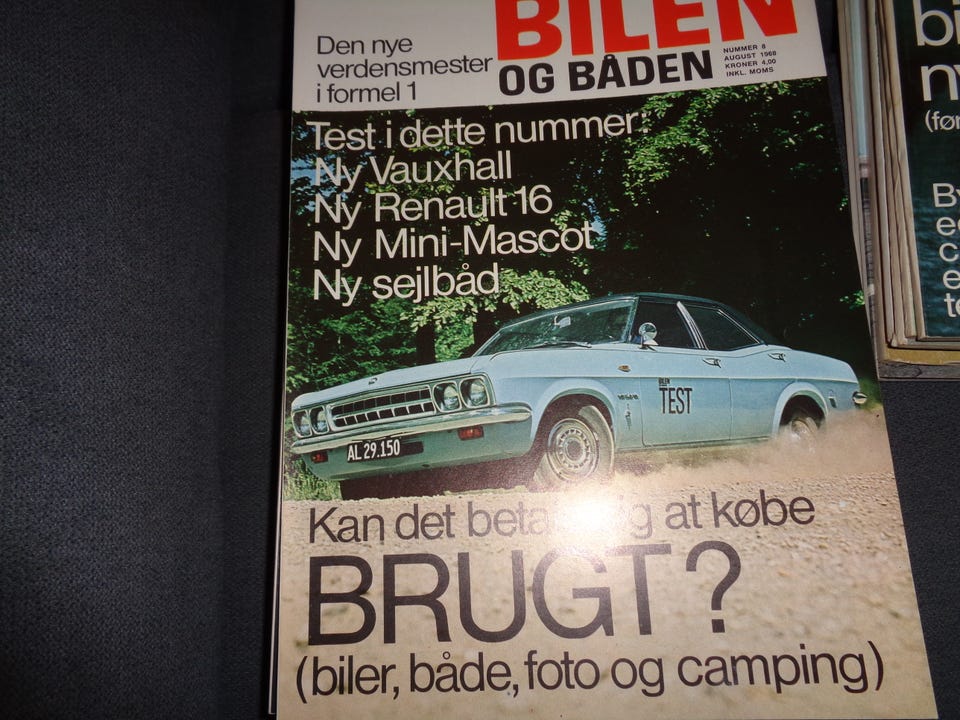 Den nye
verdensmester
i formel 1
BILEN
OG BÅDEN
NUMMER 8
AUGUST 1968
KRONER 4,00
INKL. MOMS
Test i dette nummer:
Ny Vauxhall
Ny Renault 16
Ny Mini-Mascot
Ny sejlbåd
BILEN
TEST
AL 29.150
Kan det at købe
BRUGT?
(biler, både, foto og camping)